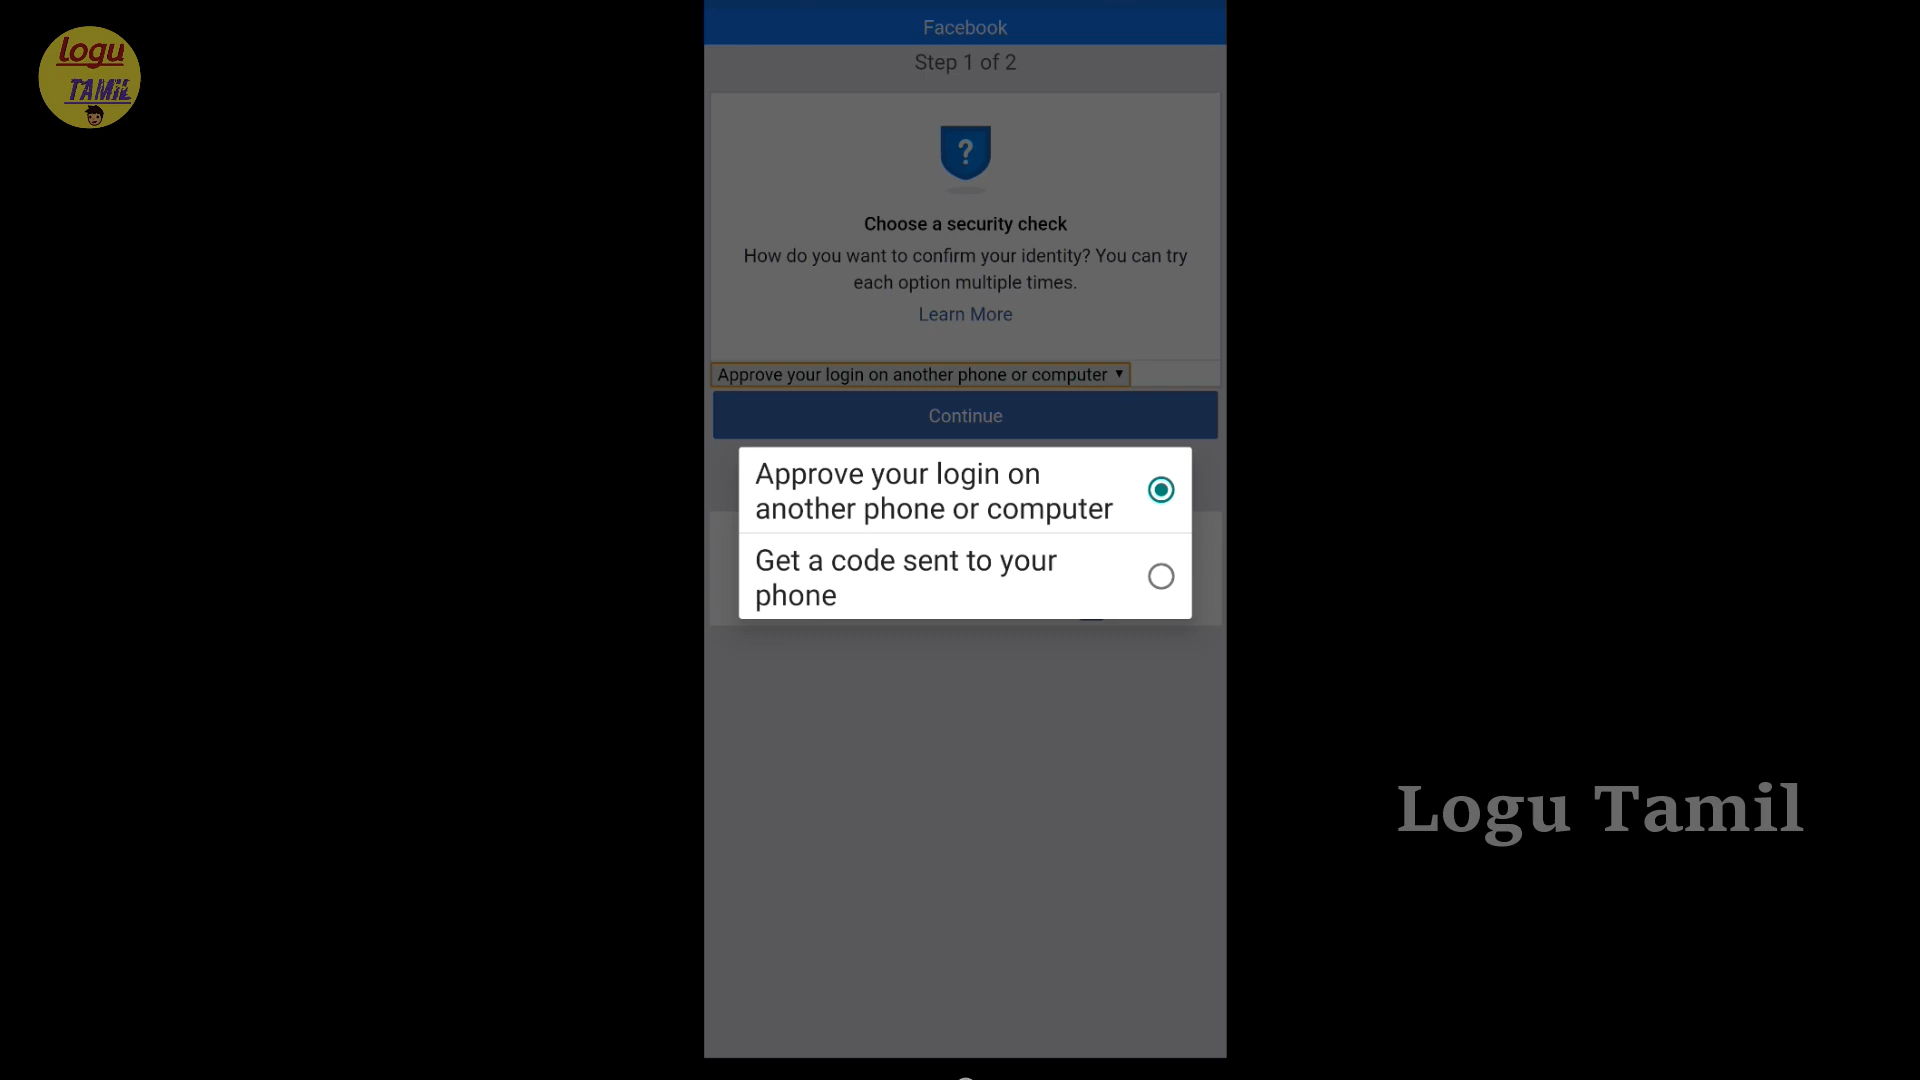 logu
TAMIL
Facebook
Step 1 of 2
?
Choose a security check
How do you want to confirm your identity? You can try
each option multiple times.
Learn More
Approve your login on another phone or computer ▼
Continue
Approve your login on
another phone or computer
Get a code sent to your
phone
Logu Tamil